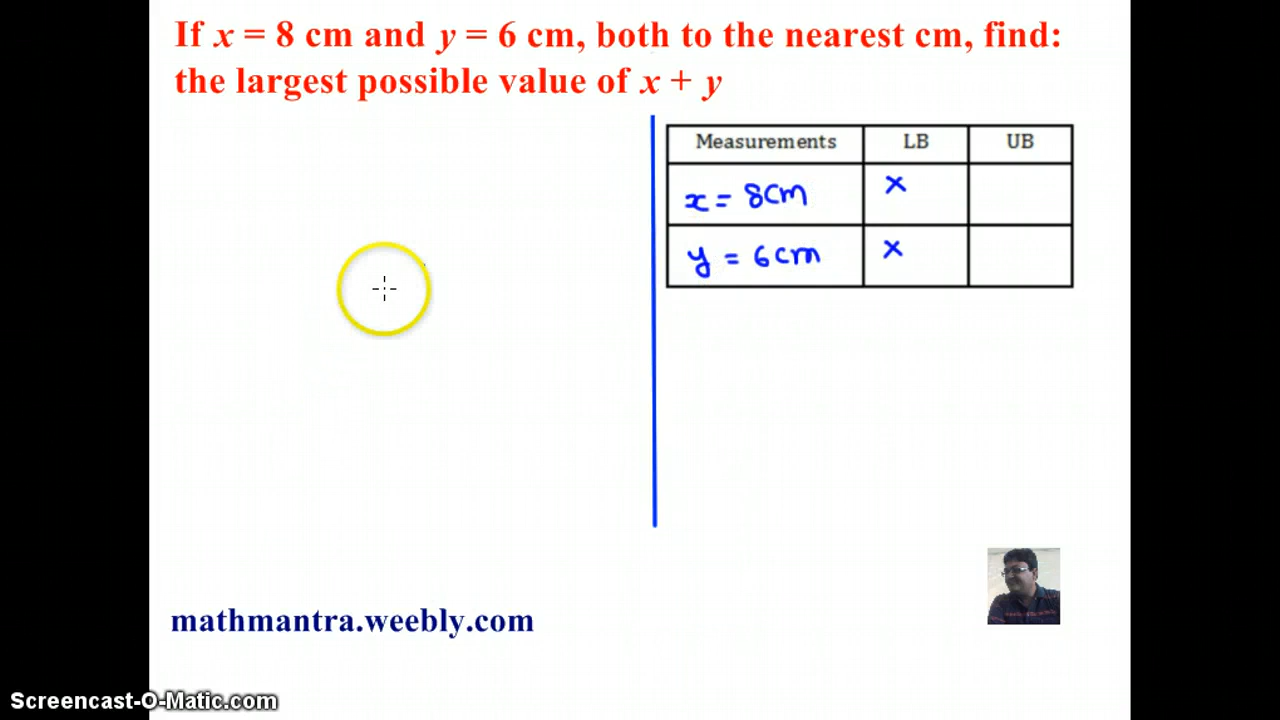 If x = 8 cm and y = 6 cm, both to the nearest cm, find:
the largest possible value of x + y
Measurements LB UB
x = 8cm x
y = 6cm x
mathmantra.weebly.com
Screencast-O-Matic.com